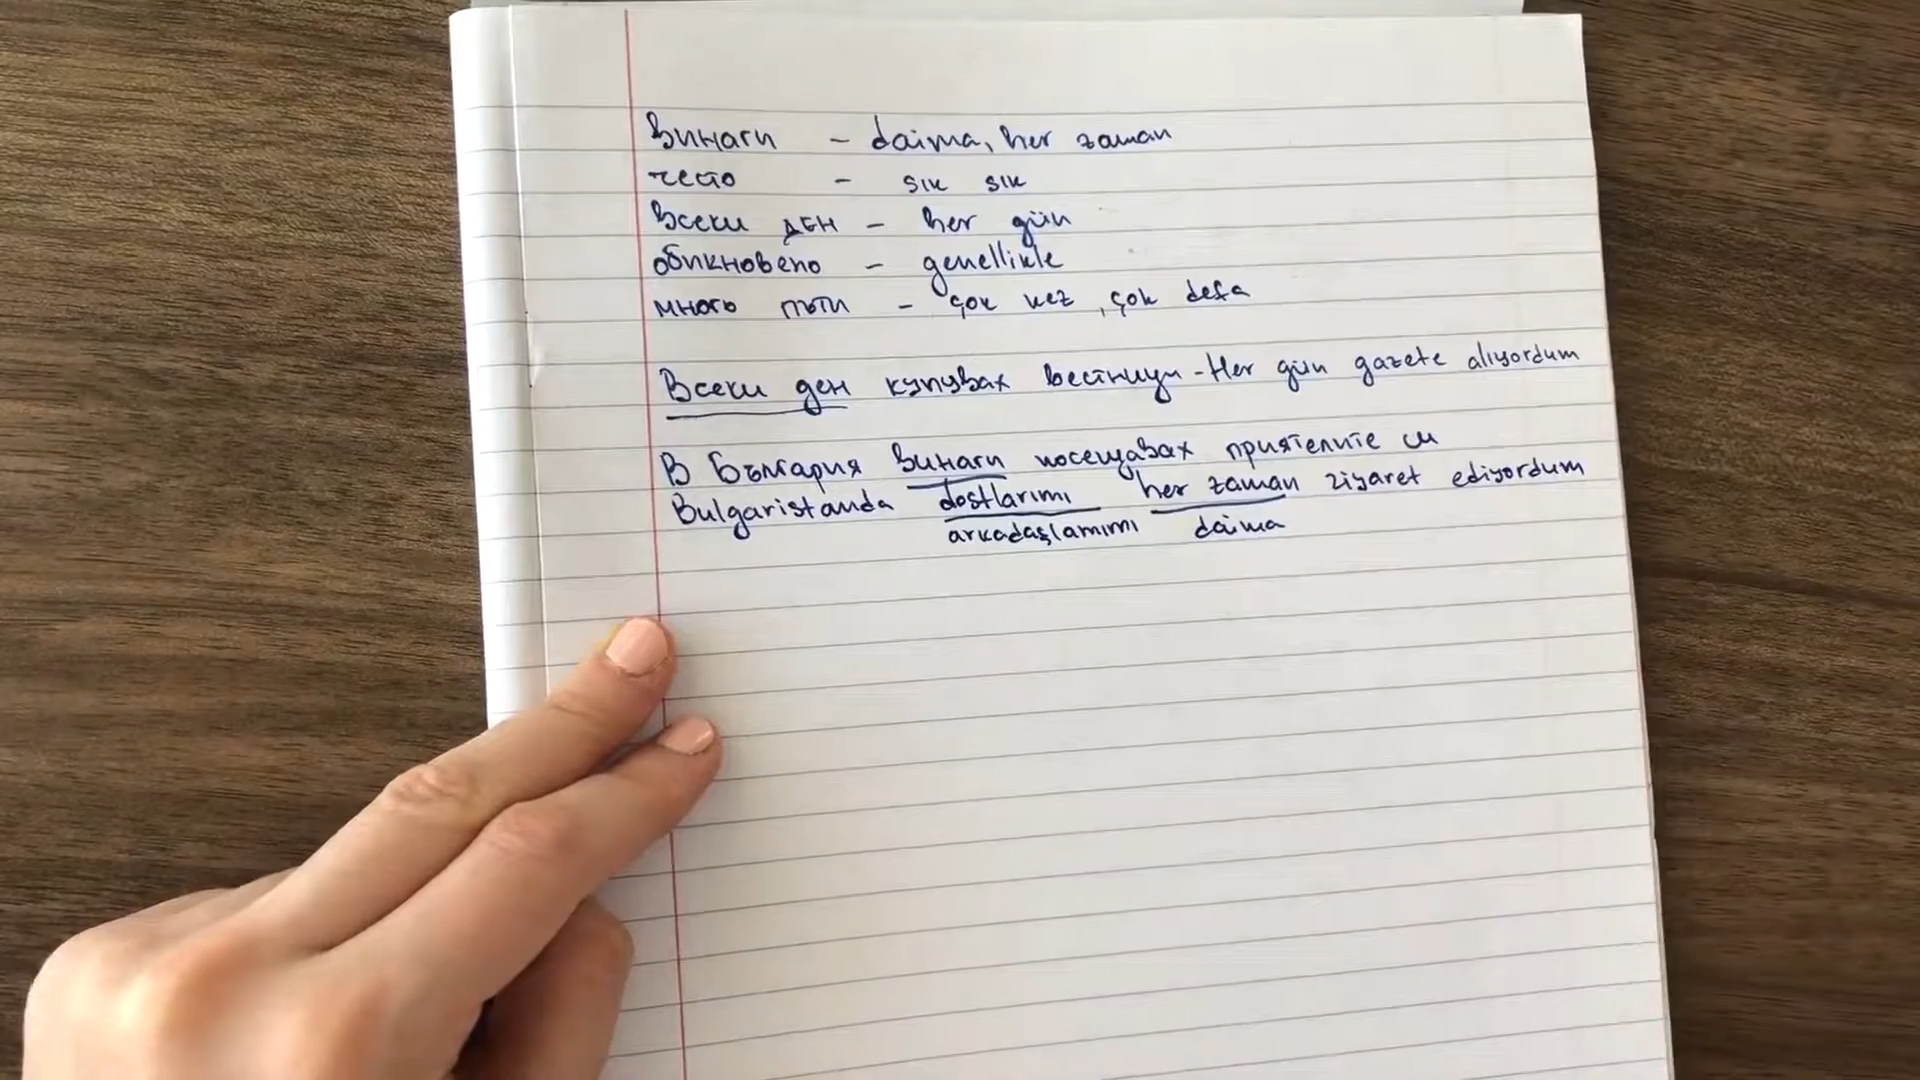 Винаги - daima, her zaman
често - sık sık
Всеки ден - her gün
обикновено - genellikle
много пъти - çok kez, çok defa
Всеки ден купувах вестници - Her gün gazete alıyordum
В България Винаги посещавах приятелите си
Bulgaristanda dostlarımı her zaman ziyaret ediyordum
arkadaşlarımı daima